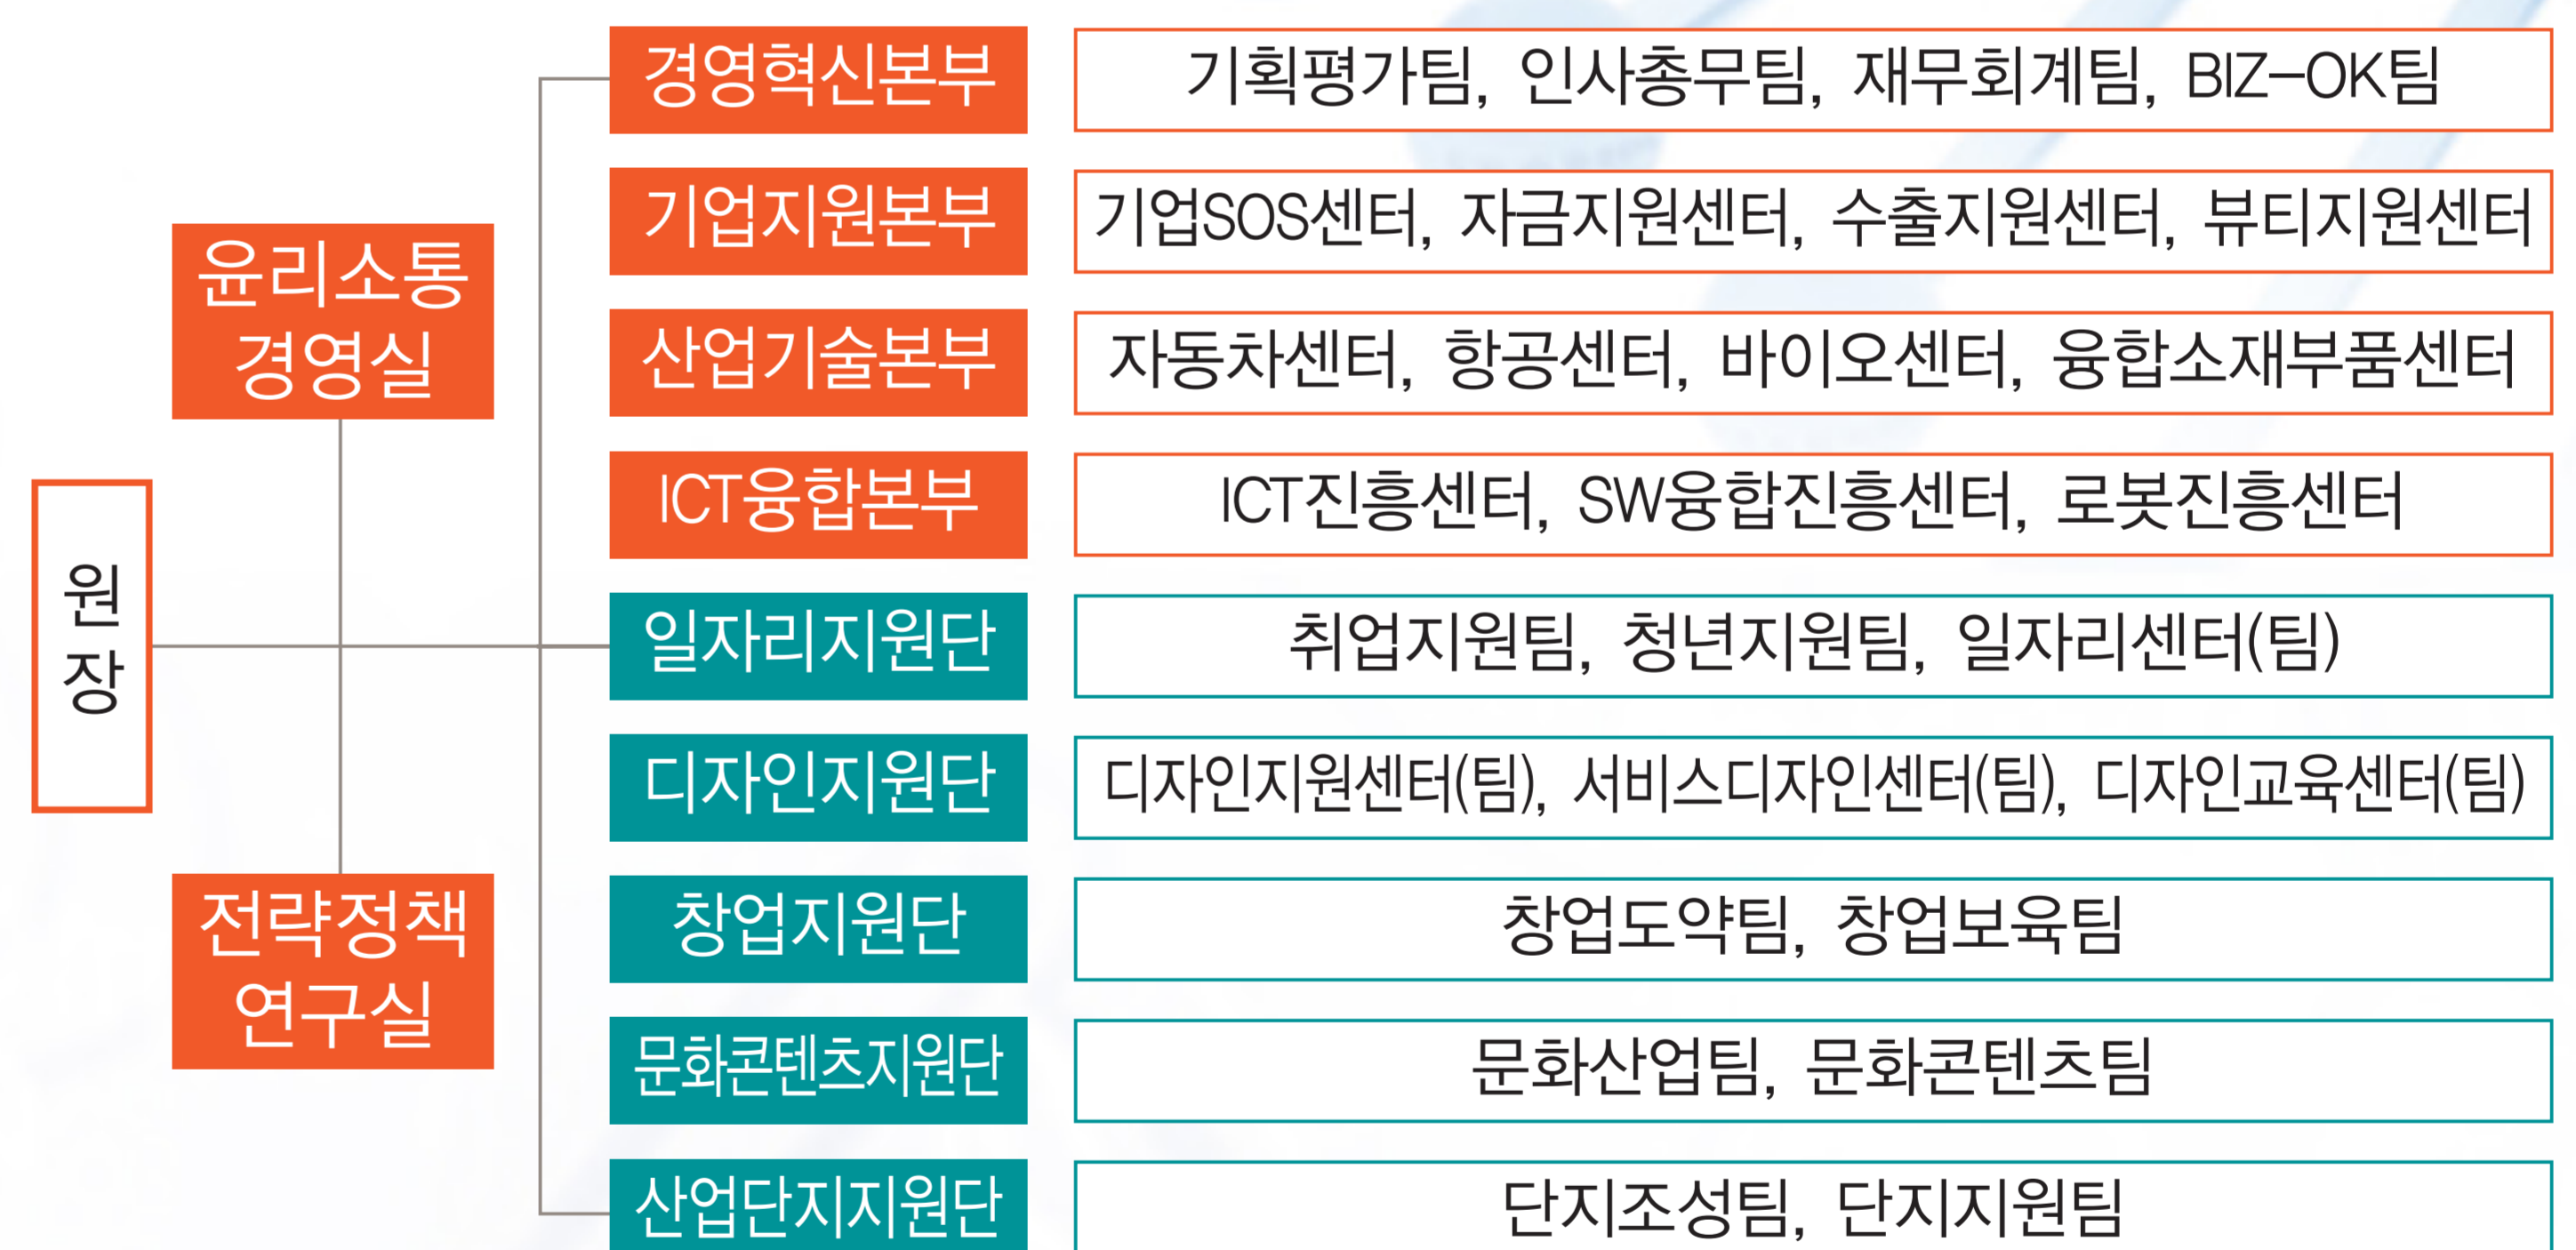 원
장
윤리소통
경영실
전략정책
연구실
경영혁신본부
기획평가팀, 인사총무팀, 재무회계팀, BIZ-OK팀
기업지원본부
기업SOS센터, 자금지원센터, 수출지원센터, 뷰티지원센터
산업기술본부
자동차센터, 항공센터, 바이오센터, 융합소재부품센터
ICT융합본부
ICT진흥센터, SW융합진흥센터, 로봇진흥센터
일자리지원단
취업지원팀, 청년지원팀, 일자리센터(팀)
디자인지원단
디자인지원센터(팀), 서비스디자인센터(팀), 디자인교육센터(팀)
창업지원단
창업도약팀, 창업보육팀
문화콘텐츠지원단
문화산업팀, 문화콘텐츠팀
산업단지지원단
단지조성팀, 단지지원팀